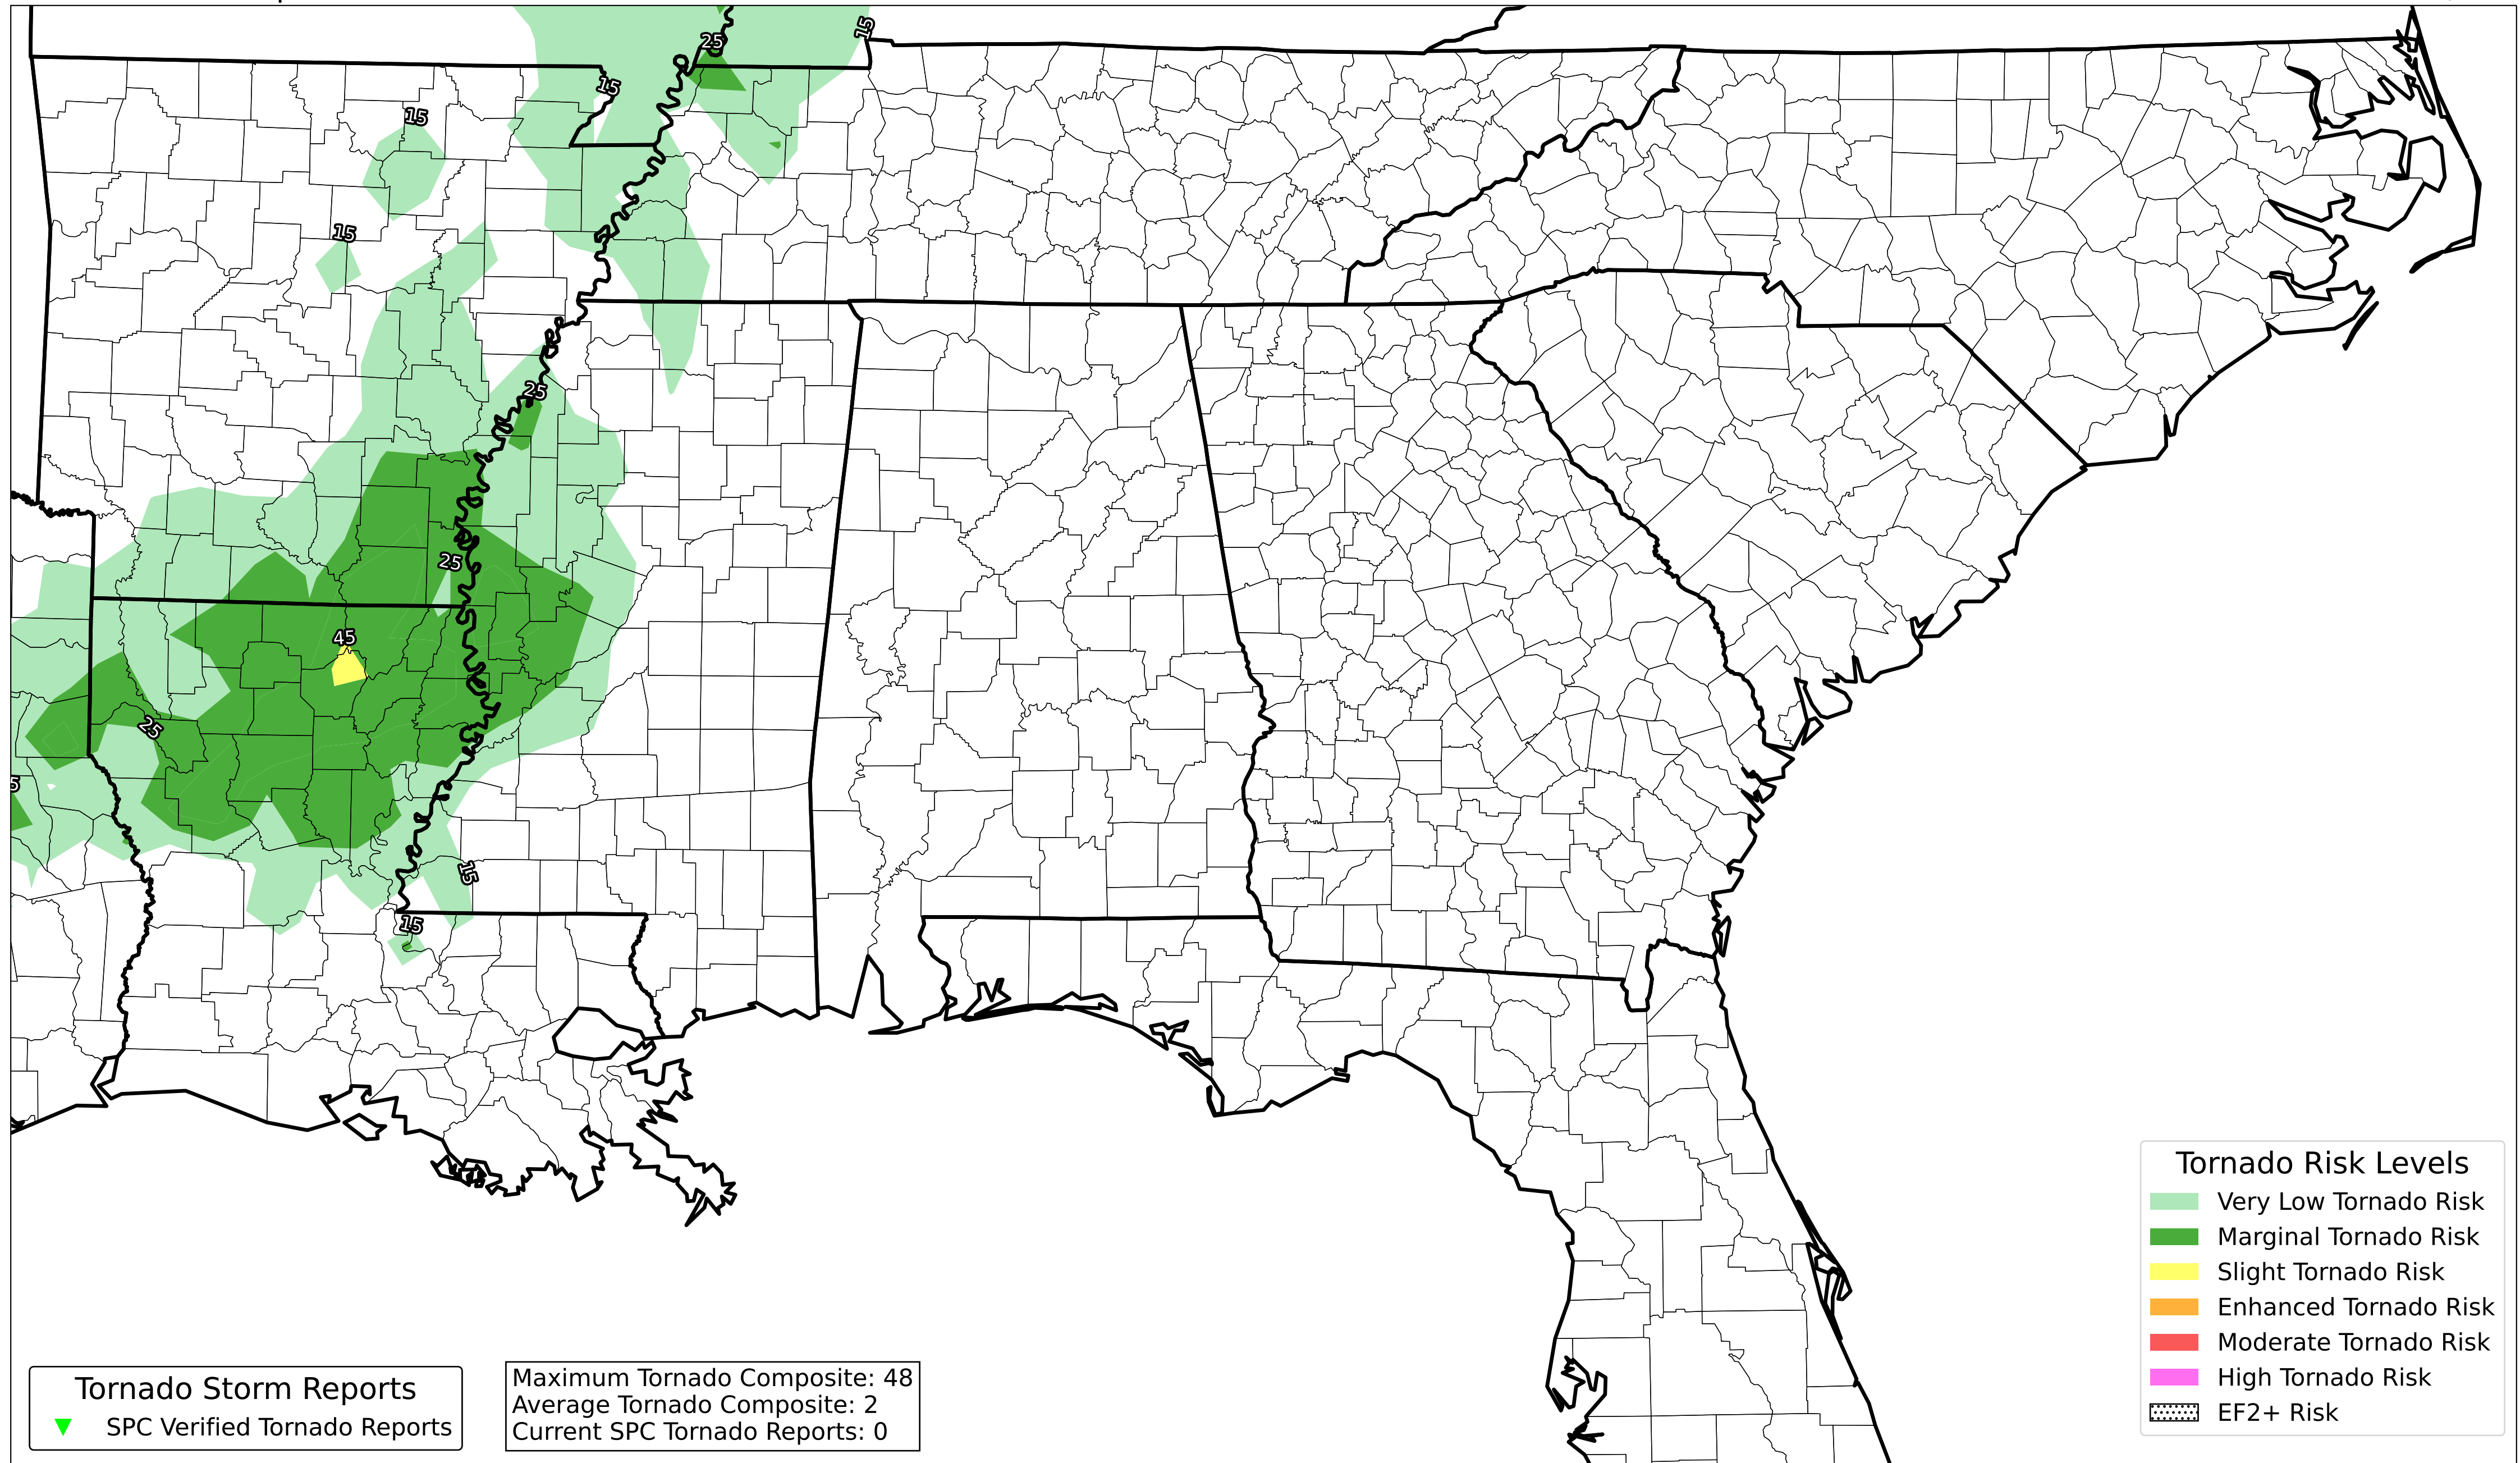 25
15
15
15
15
25
25
45
25
5
15
15
Tornado Risk Levels
Very Low Tornado Risk
Marginal Tornado Risk
Slight Tornado Risk
Enhanced Tornado Risk
Moderate Tornado Risk
High Tornado Risk
EF2+ Risk
Tornado Storm Reports
SPC Verified Tornado Reports
Maximum Tornado Composite: 48
Average Tornado Composite: 2
Current SPC Tornado Reports: 0